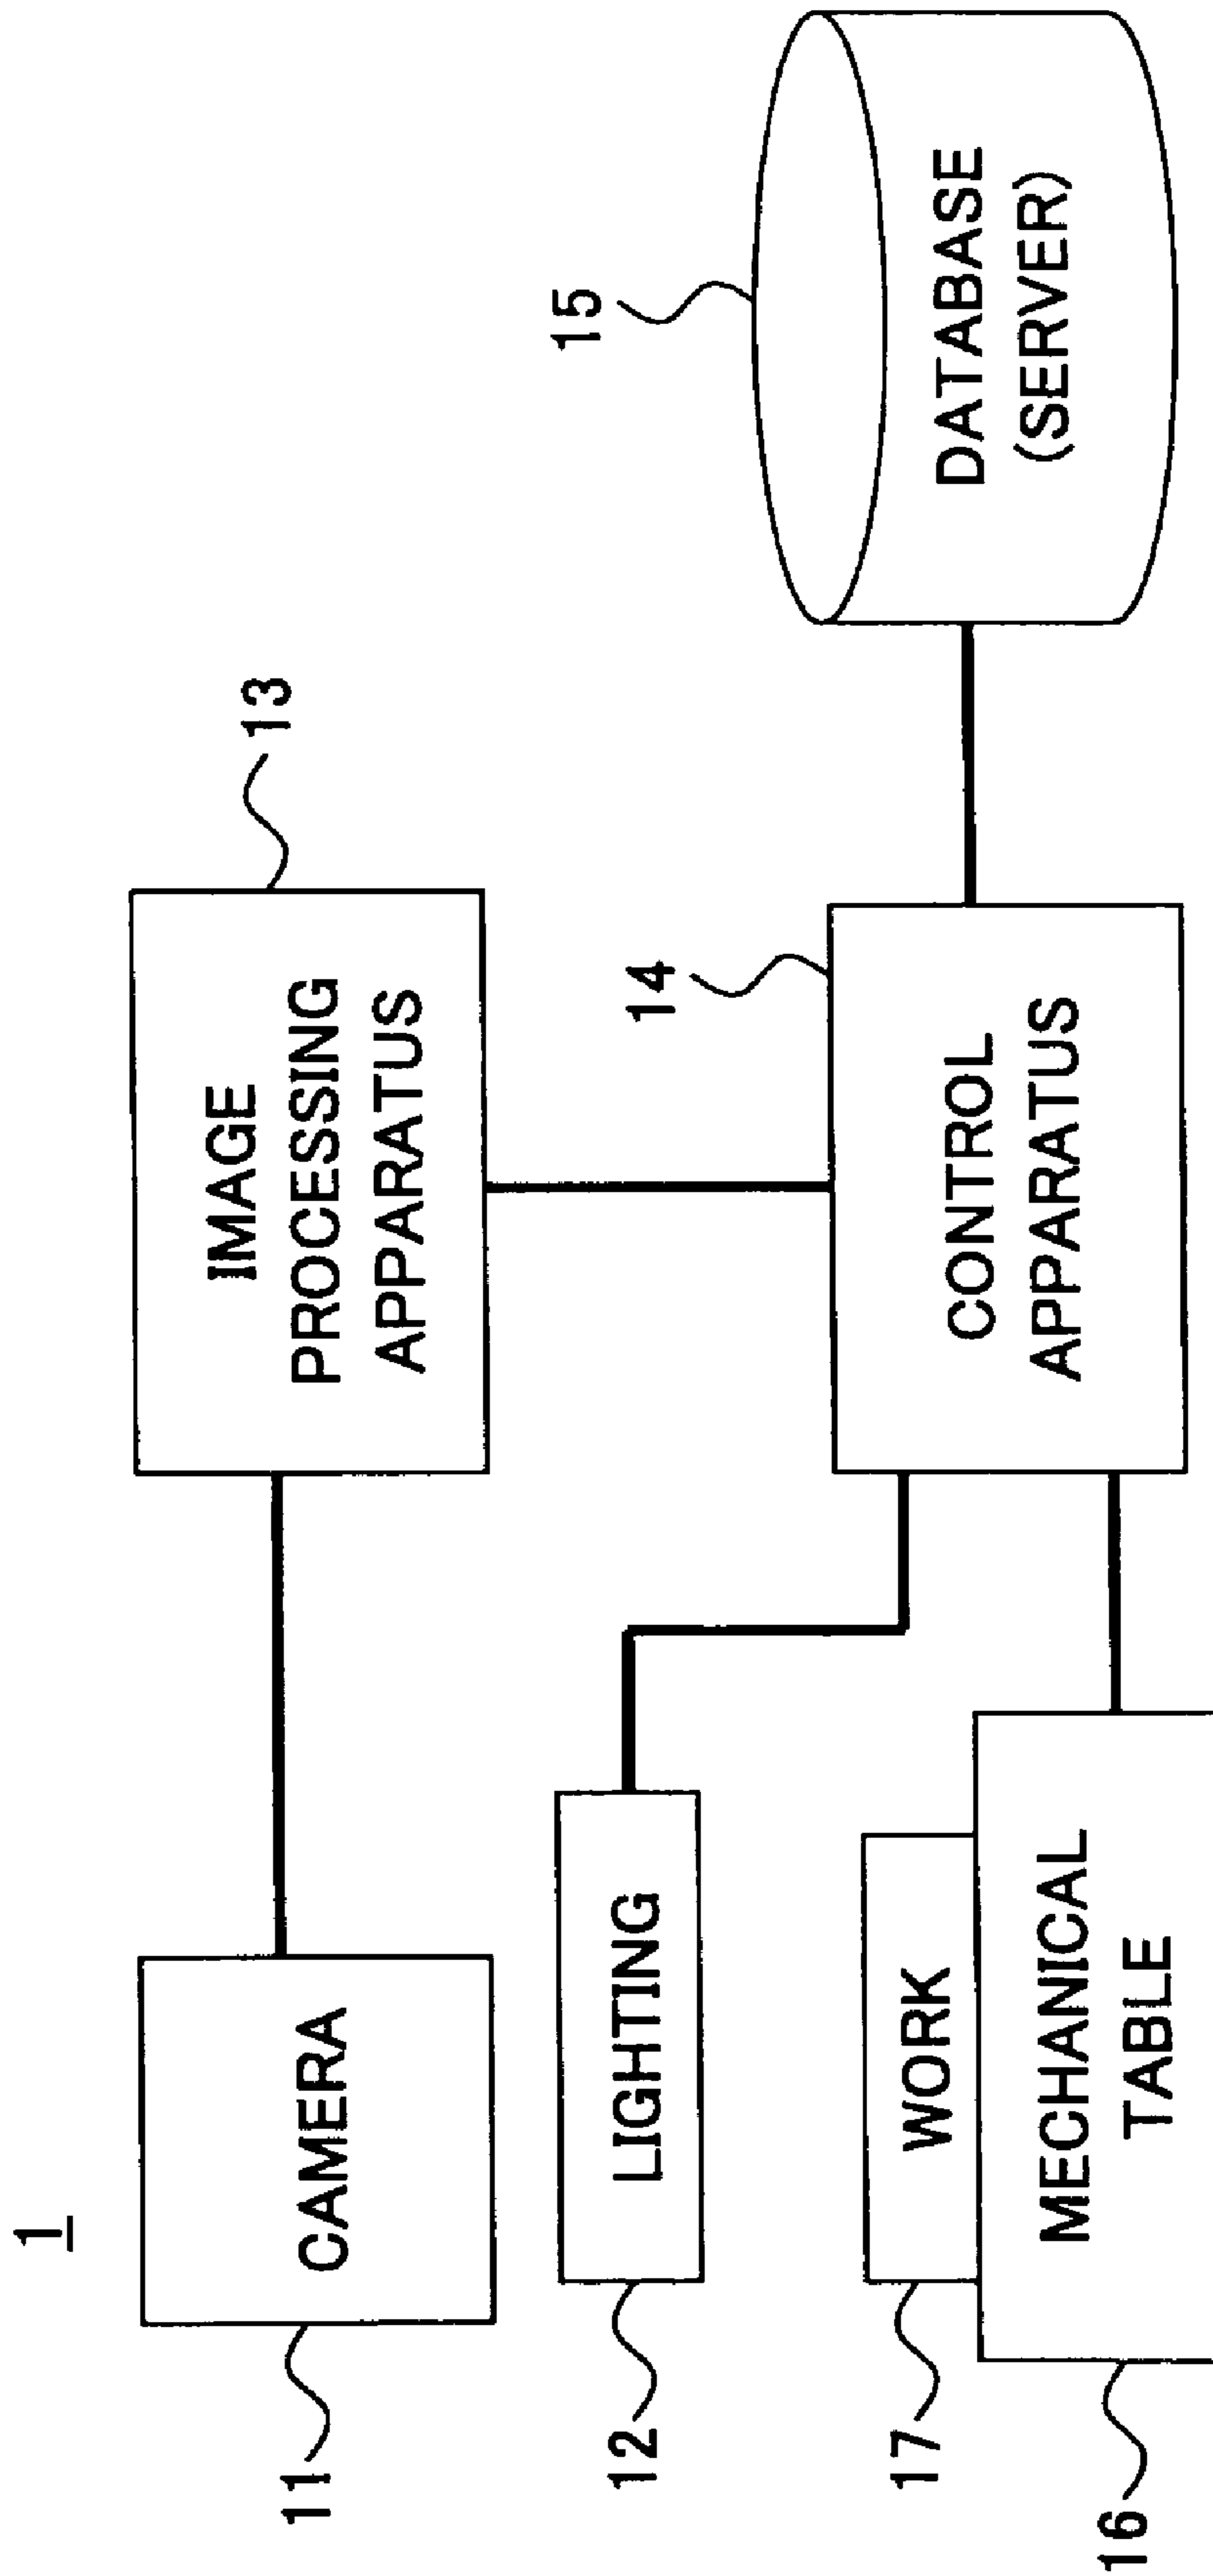 1
11
CAMERA
13
IMAGE
PROCESSING
APPARATUS
12
LIGHTING
14
15
17
WORK
CONTROL
APPARATUS
DATABASE
(SERVER)
16
MECHANICAL
TABLE